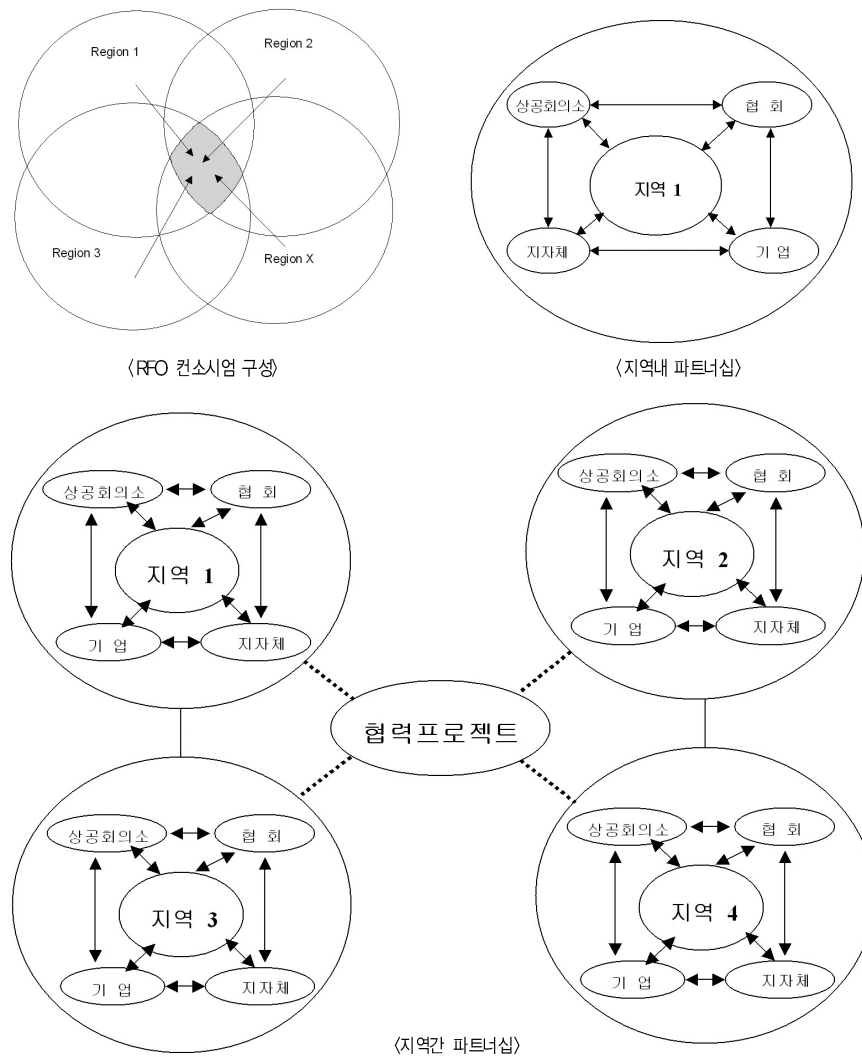 Region 1
Region 2
Region 3
Region X
〈RFO 컨소시엄 구성〉
상공회의소
협 회
지역 1
지자체
기 업
〈지역내 파트너십〉
상공회의소
협 회
지역 1
기 업
지자체
상공회의소
협 회
지역 2
기 업
지자체
협력프로젝트
상공회의소
협 회
지역 3
기 업
지자체
상공회의소
협 회
지역 4
기 업
지자체
〈지역간 파트너십〉